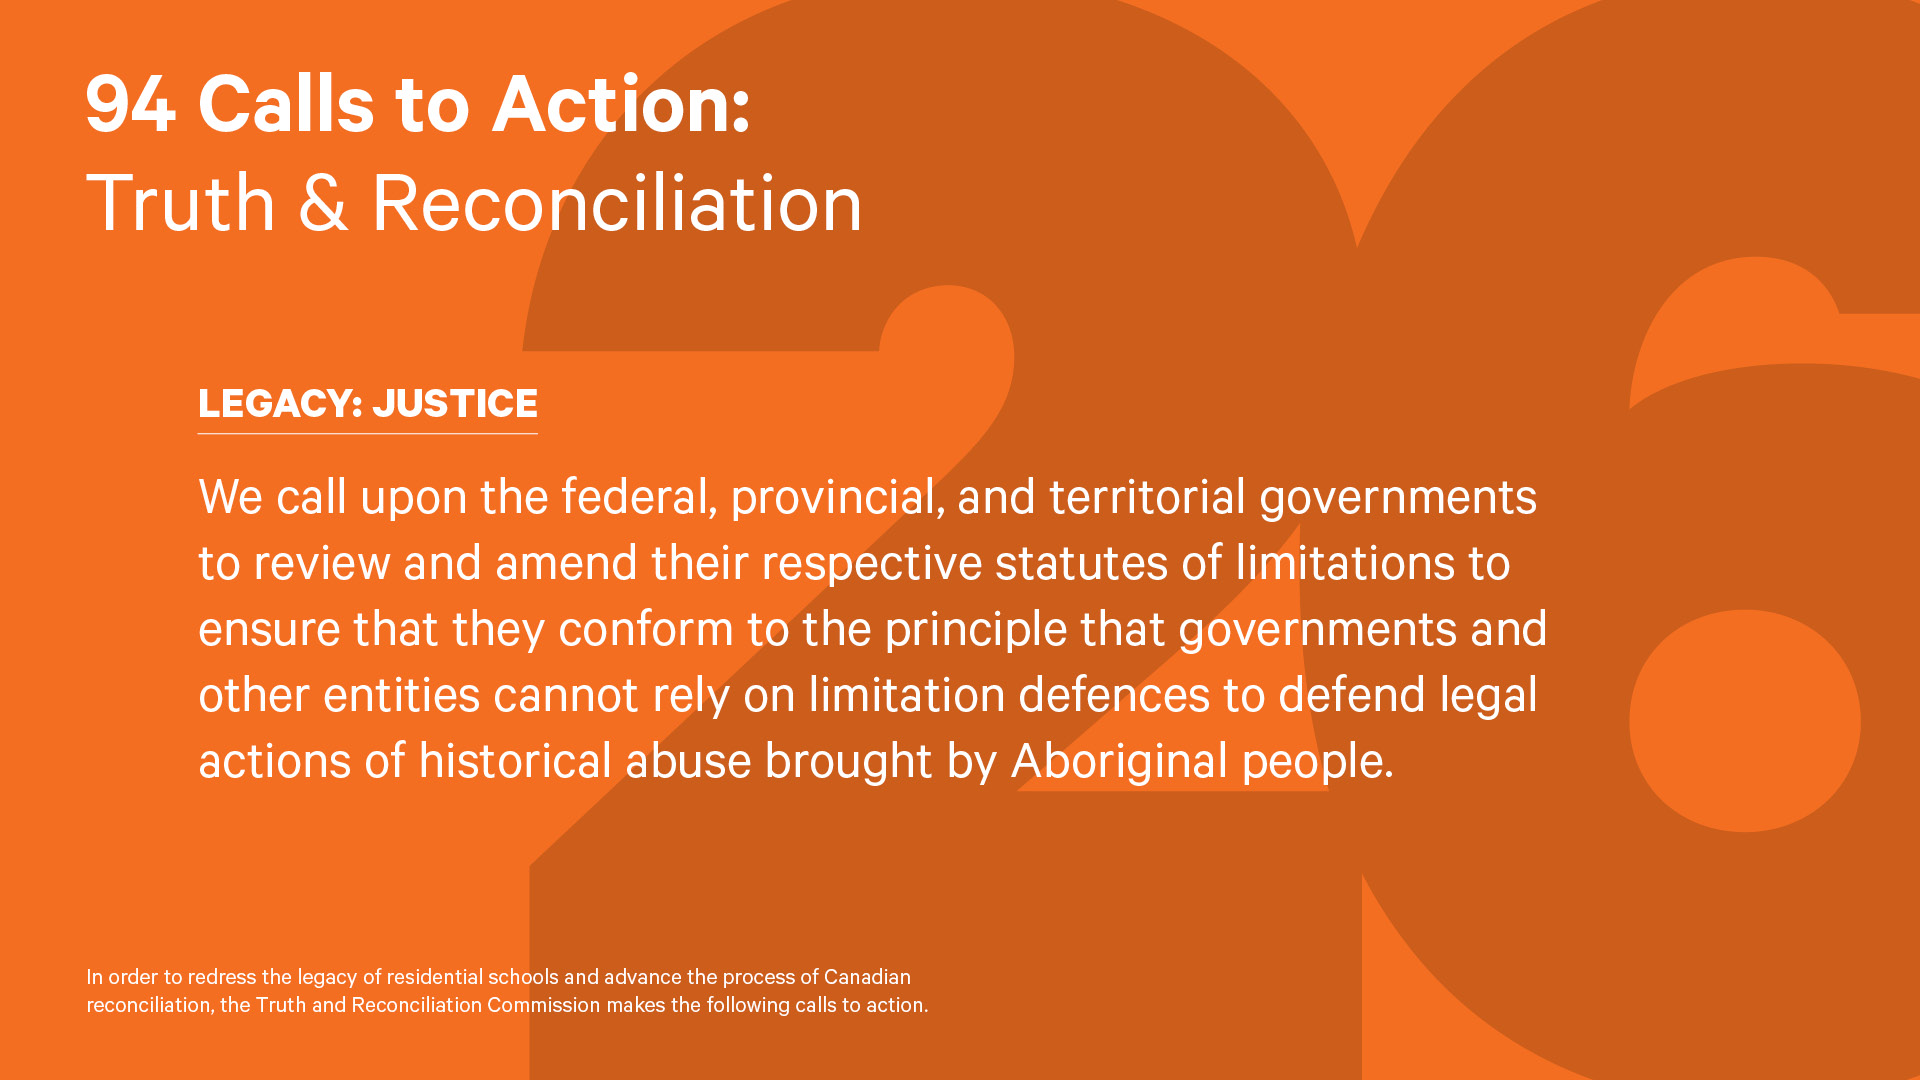 94 Calls to Action:
Truth & Reconciliation
26
LEGACY: JUSTICE
We call upon the federal, provincial, and territorial governments
to review and amend their respective statutes of limitations to
ensure that they conform to the principle that governments and
other entities cannot rely on limitation defences to defend legal
actions of historical abuse brought by Aboriginal people.
In order to redress the legacy of residential schools and advance the process of Canadian
reconciliation, the Truth and Reconciliation Commission makes the following calls to action.